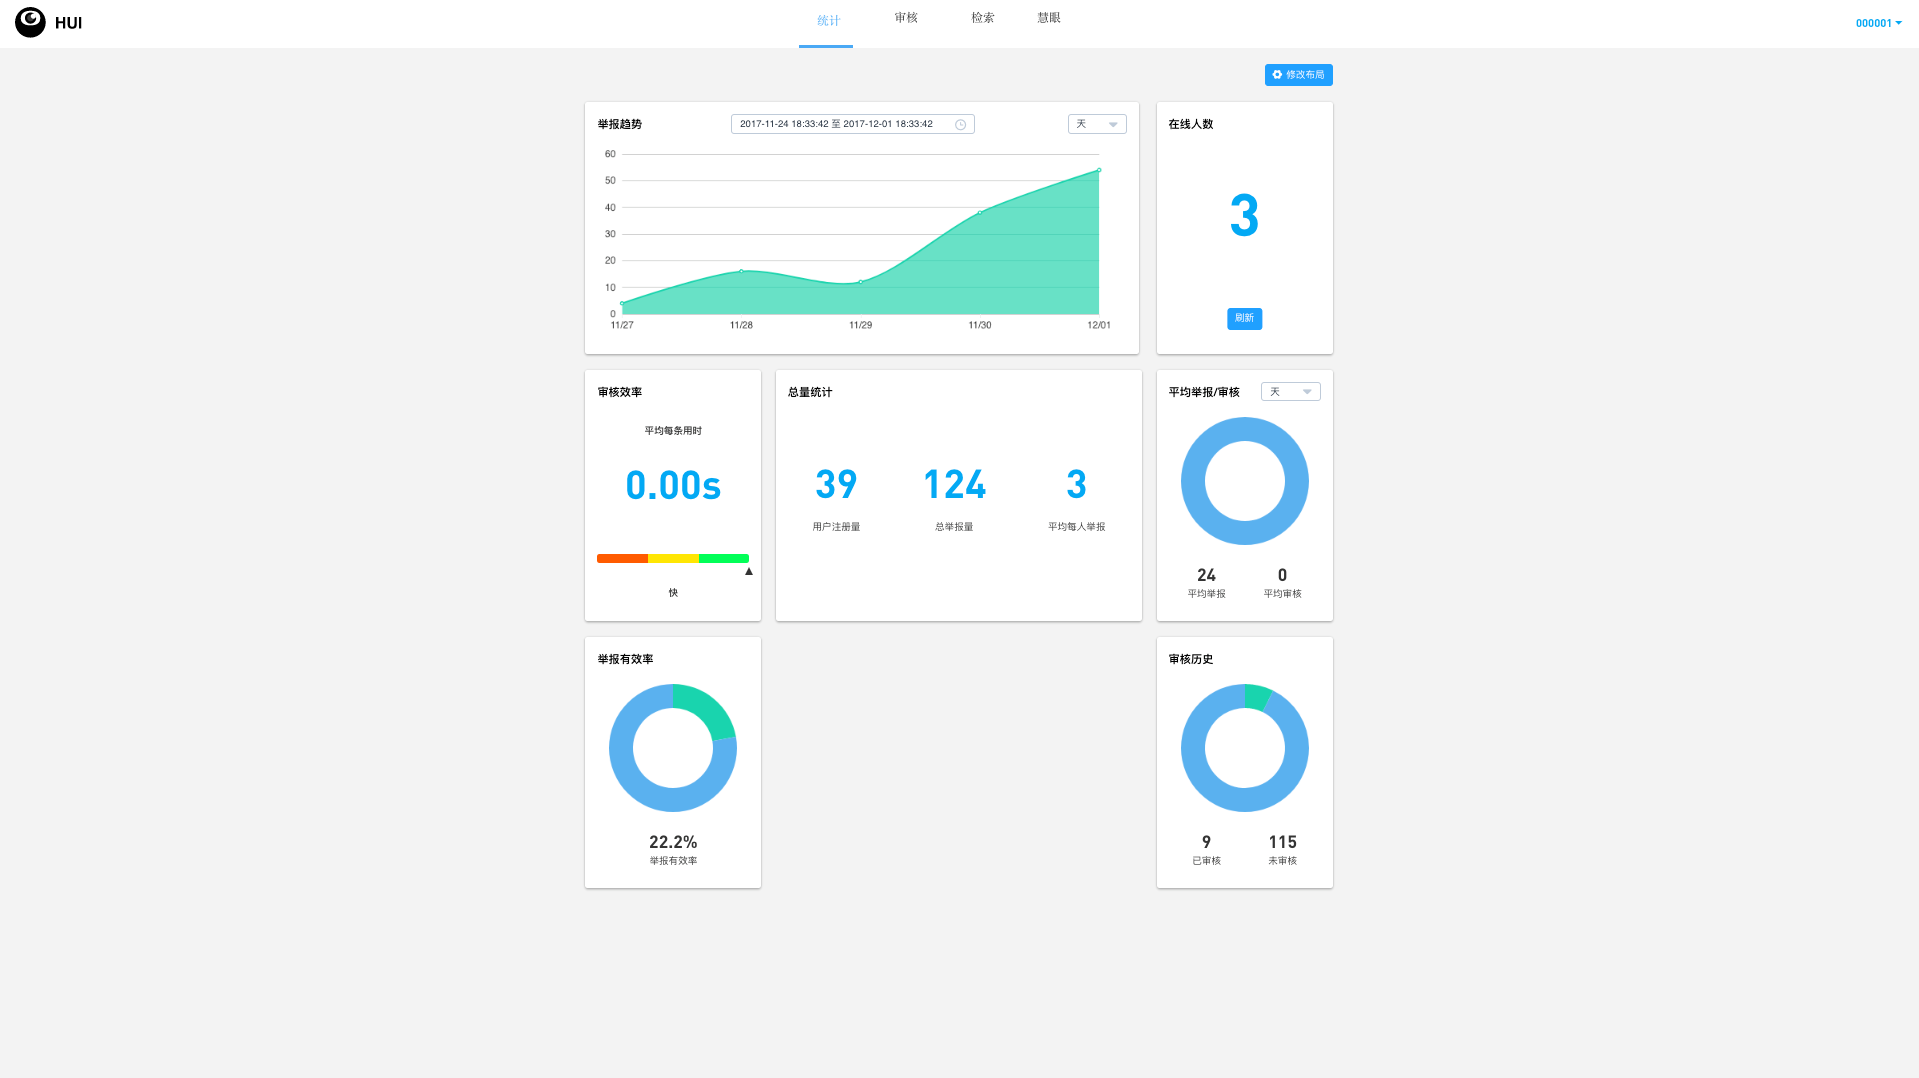 HUI
统计
审核
检索
慧眼
000001
修改布局
举报趋势
2017-11-24 18:33:42 至 2017-12-01 18:33:42
天
60
50
40
30
20
10
0
11/27
11/28
11/29
11/30
12/01
在线人数
3
刷新
审核效率
平均每条用时
0.00s
快
总量统计
39
124
3
用户注册量
总举报量
平均每人举报
平均举报/审核
天
24
0
平均举报
平均审核
举报有效率
22.2%
举报有效率
审核历史
9
115
已审核
未审核